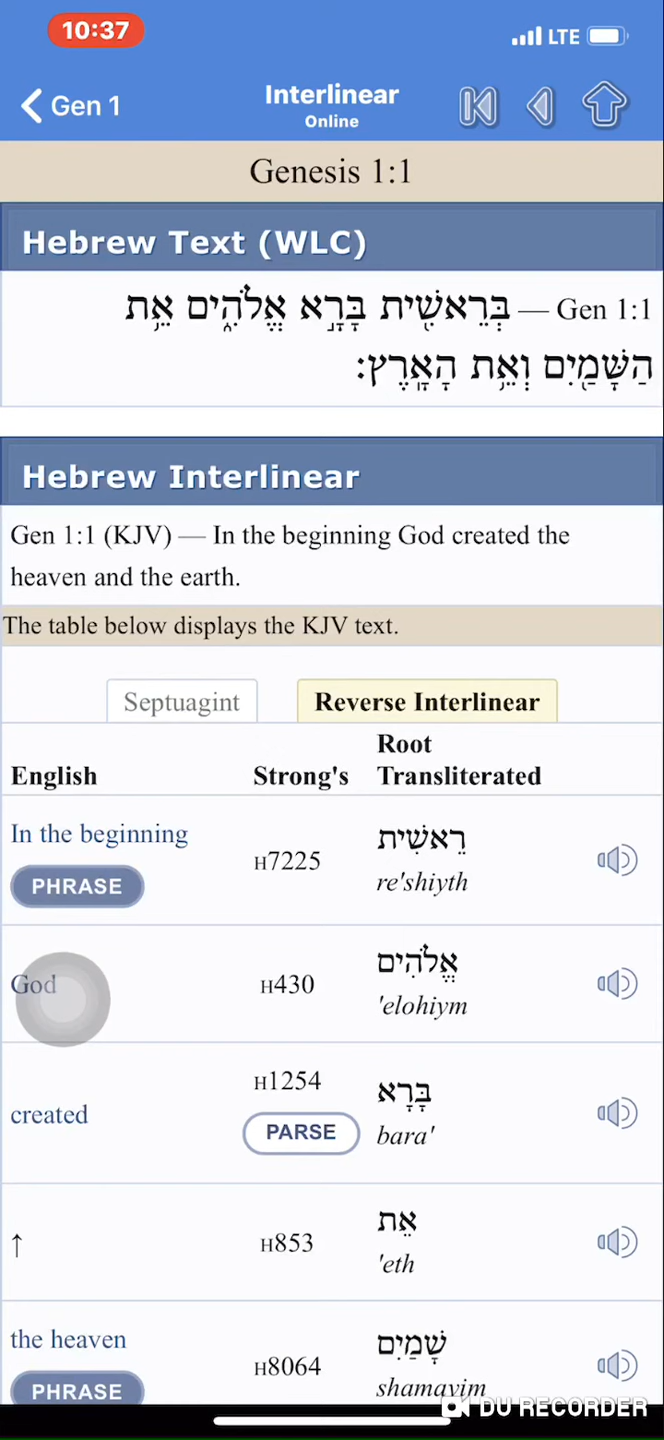 10:37
LTE
Gen 1
Interlinear
Online
Genesis 1:1
Hebrew Text (WLC)
Gen 1:1 — בְּרֵאשִׁ֖ית בָּרָ֣א אֱלֹהִ֑ים אֵ֥ת
הַשָּׁמַ֖יִם וְאֵ֥ת הָאָֽרֶץ׃
Hebrew Interlinear
Gen 1:1 (KJV) — In the beginning God created the
heaven and the earth.
The table below displays the KJV text.
Septuagint Reverse Interlinear
English Strong's Root Transliterated
In the beginning
PHRASE
H7225
רֵאשִׁית
re'shiyth
God
H430
אֱלֹהִים
'elohiym
created
H1254
PARSE
בָּרָא
bara'
↑
H853
אֵת
'eth
the heaven
PHRASE
H8064
שָׁמַיִם
shamayim
DU RECORDER